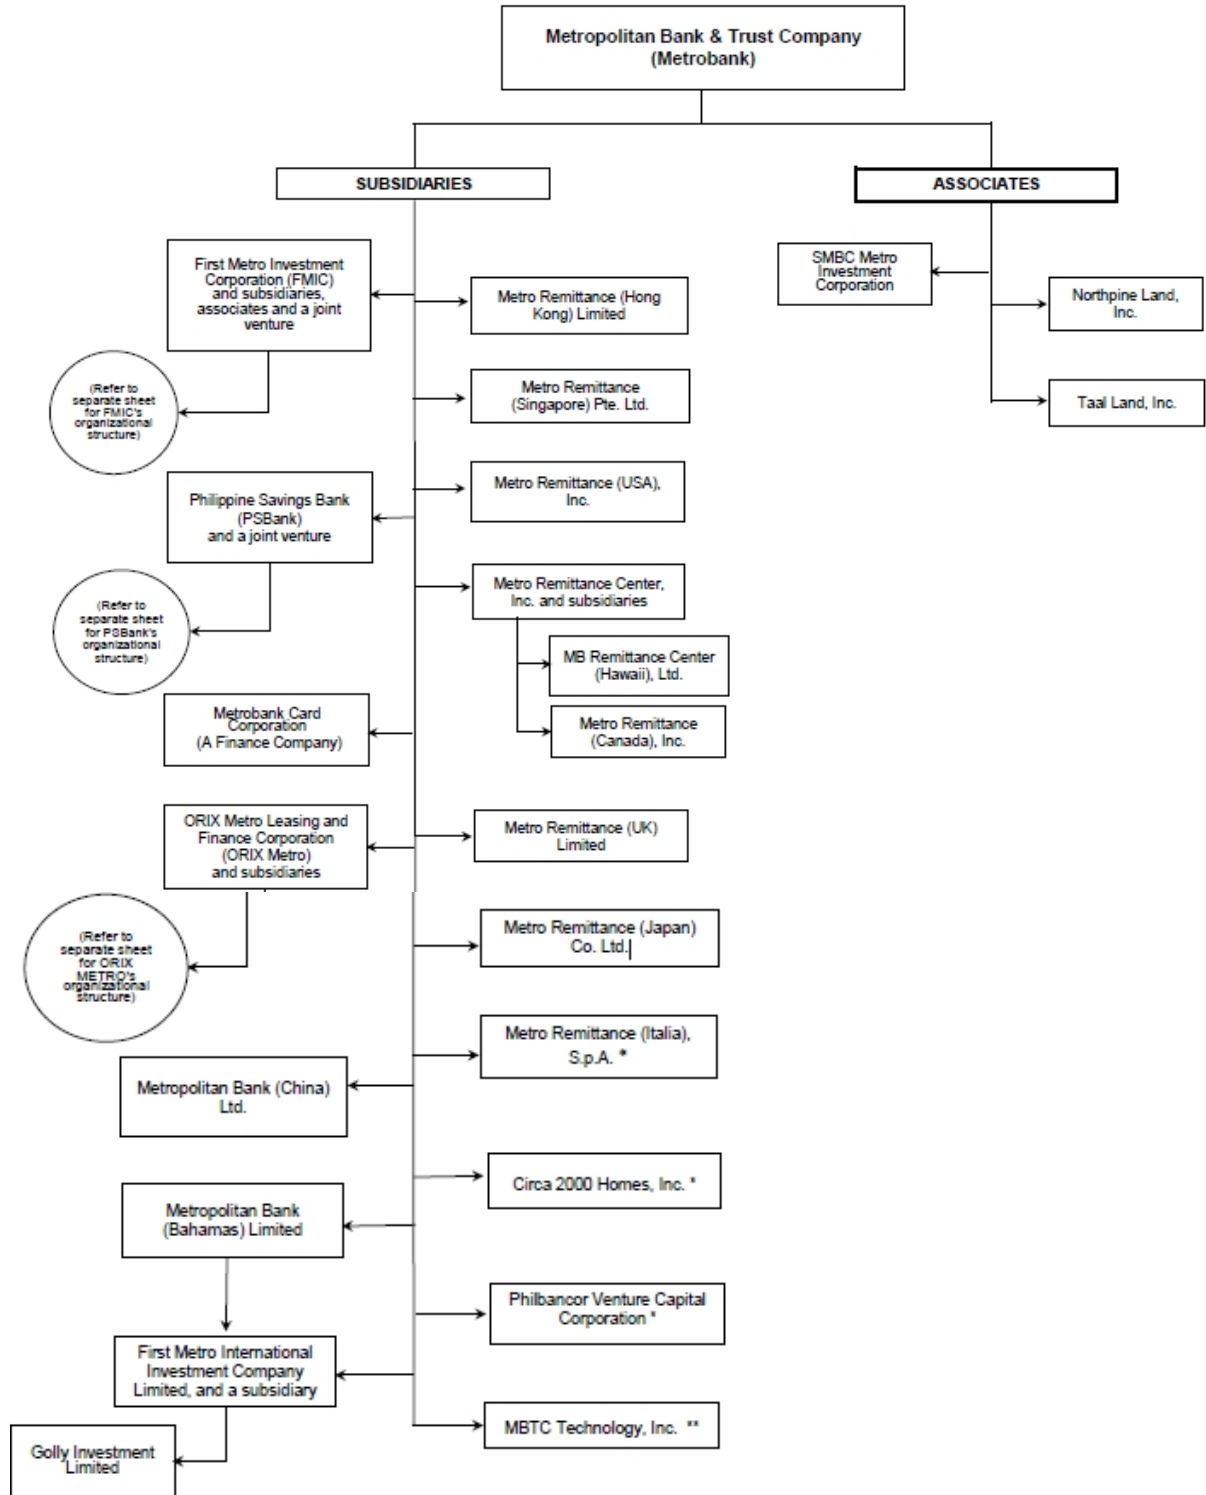 Metropolitan Bank & Trust Company
(Metrobank)
SUBSIDIARIES
ASSOCIATES
First Metro Investment
Corporation (FMIC)
and subsidiaries,
associates and a joint
venture
(Refer to
separate sheet
for FMIC's
organizational
structure)
Philippine Savings Bank
(PSBank)
and a joint venture
(Refer to
separate sheet
for PSBank's
organizational
structure)
Metrobank Card
Corporation
(A Finance Company)
ORIX Metro Leasing and
Finance Corporation
(ORIX Metro)
and subsidiaries
(Refer to
separate sheet
for ORIX
METRO's
organizational
structure)
Metropolitan Bank (China)
Ltd.
Metropolitan Bank
(Bahamas) Limited
First Metro International
Investment Company
Limited, and a subsidiary
Golly Investment
Limited
Metro Remittance (Hong
Kong) Limited
Metro Remittance
(Singapore) Pte. Ltd.
Metro Remittance (USA),
Inc.
Metro Remittance Center,
Inc. and subsidiaries
MB Remittance Center
(Hawaii), Ltd.
Metro Remittance
(Canada), Inc.
Metro Remittance (UK)
Limited
Metro Remittance (Japan)
Co. Ltd.
Metro Remittance (Italia),
S.p.A. *
Circa 2000 Homes, Inc. *
Philbancor Venture Capital
Corporation *
MBTC Technology, Inc. **
SMBC Metro
Investment
Corporation
Northpine Land,
Inc.
Taal Land, Inc.